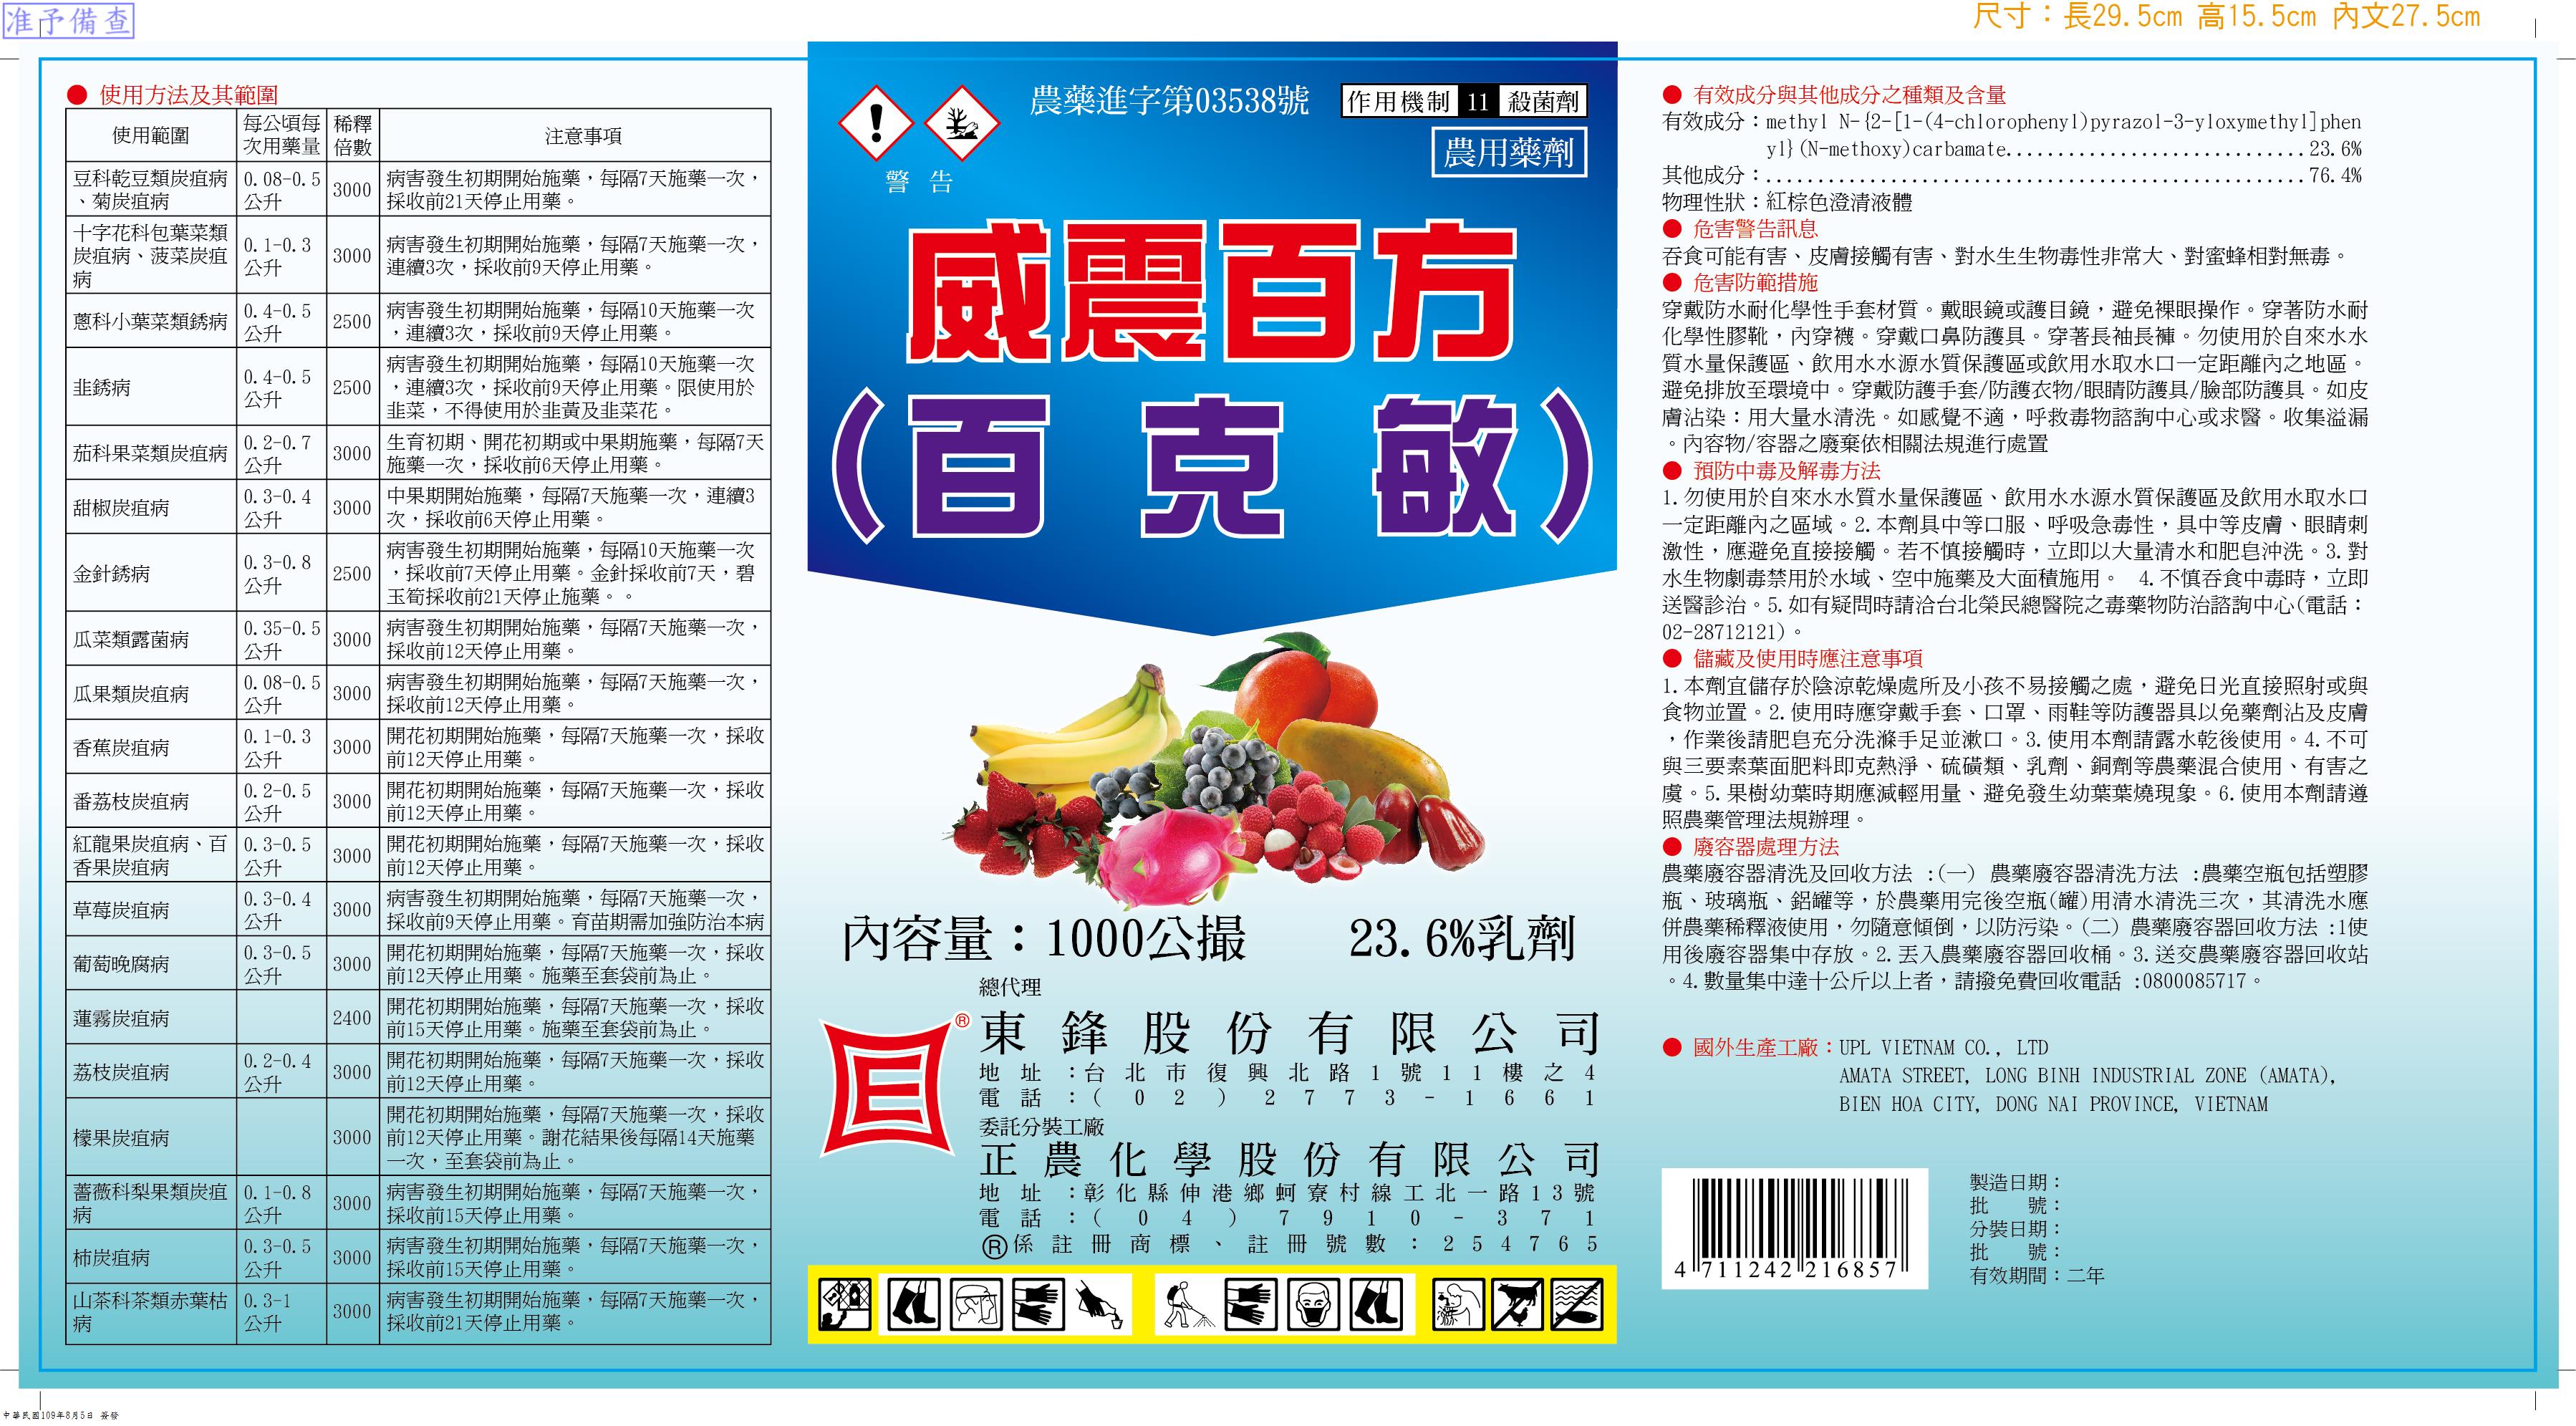 准予備查
尺寸：長29.5cm 高15.5cm 內文27.5cm
● 使用方法及其範圍
使用範圍 每公頃每次用藥量 稀釋倍數 注意事項
豆科乾豆類炭疽病 0.08-0.5 3000 病害發生初期開始施藥，每隔7天施藥一次，
、菊炭疽病 公升 採收前21天停止用藥。
十字花科包葉菜類 0.1-0.3 3000 病害發生初期開始施藥，每隔7天施藥一次，
炭疽病、菠菜炭疽 公升 連續3次，採收前9天停止用藥。
病
蔥科小葉菜類銹病 0.4-0.5 2500 病害發生初期開始施藥，每隔10天施藥一次
公升 ，連續3次，採收前9天停止用藥。
韭銹病 0.4-0.5 2500 病害發生初期開始施藥，每隔10天施藥一次
公升 ，連續3次，採收前9天停止用藥。限使用於
韭菜，不得使用於韭黃及韭菜花。
茄科果菜類炭疽病 0.2-0.7 3000 生育初期、開花初期或中果期施藥，每隔7天
公升 施藥一次，採收前6天停止用藥。
甜椒炭疽病 0.3-0.4 3000 中果期開始施藥，每隔7天施藥一次，連續3
公升 次，採收前6天停止用藥。
金針銹病 0.3-0.8 2500 病害發生初期開始施藥，每隔10天施藥一次
公升 ，採收前7天停止用藥。金針採收前7天，碧
玉筍採收前21天停止施藥。。
瓜菜類露菌病 0.35-0.5 3000 病害發生初期開始施藥，每隔7天施藥一次，
公升 採收前12天停止用藥。
瓜果類炭疽病 0.08-0.5 3000 病害發生初期開始施藥，每隔7天施藥一次，
公升 採收前12天停止用藥。
香蕉炭疽病 0.1-0.3 3000 開花初期開始施藥，每隔7天施藥一次，採收
公升 前12天停止用藥。
番荔枝炭疽病 0.2-0.5 3000 開花初期開始施藥，每隔7天施藥一次，採收
公升 前12天停止用藥。
紅龍果炭疽病、百 0.3-0.5 3000 開花初期開始施藥，每隔7天施藥一次，採收
香果炭疽病 公升 前12天停止用藥。
草莓炭疽病 0.3-0.4 3000 病害發生初期開始施藥，每隔7天施藥一次，
公升 採收前9天停止用藥。育苗期需加強防治本病
葡萄晚腐病 0.3-0.5 3000 開花初期開始施藥，每隔7天施藥一次，採收
公升 前12天停止用藥。施藥至套袋前為止。
蓮霧炭疽病 2400 開花初期開始施藥，每隔7天施藥一次，採收
前15天停止用藥。施藥至套袋前為止。
荔枝炭疽病 0.2-0.4 3000 開花初期開始施藥，每隔7天施藥一次，採收
公升 前12天停止用藥。
檬果炭疽病 3000 開花初期開始施藥，每隔7天施藥一次，採收
前12天停止用藥。謝花結果後每隔14天施藥
一次，至套袋前為止。
薔薇科梨果類炭疽 0.1-0.8 3000 病害發生初期開始施藥，每隔7天施藥一次，
病 公升 採收前15天停止用藥。
柿炭疽病 0.3-0.5 3000 病害發生初期開始施藥，每隔7天施藥一次，
公升 採收前15天停止用藥。
山茶科茶類赤葉枯 0.3-1 3000 病害發生初期開始施藥，每隔7天施藥一次，
病 公升 採收前21天停止用藥。
農藥進字第03538號 作用機制 11 殺菌劑
農用藥劑
警 告
威震百方
(百克敏)
內容量：1000公撮 23.6%乳劑
總代理
®東鋒股份有限公司
地址：台北市復興北路1號11樓之4
電話：(02)2773-1661
委託分裝工廠
正農化學股份有限公司
地址：彰化縣伸港鄉蚵寮村線工北一路13號
電話：(04)7910-371
®係註冊商標、註冊號數：254765
● 有效成分與其他成分之種類及含量
有效成分：methyl N-{2-[1-(4-chlorophenyl)pyrazol-3-yloxymethyl]phen
yl}(N-methoxy)carbamate.............................23.6%
其他成分：....................................................76.4%
物理性狀：紅棕色澄清液體
● 危害警告訊息
吞食可能有害、皮膚接觸有害、對水生生物毒性非常大、對蜜蜂相對無毒。
● 危害防範措施
穿戴防水耐化學性手套材質。戴眼鏡或護目鏡，避免裸眼操作。穿著防水耐
化學性膠靴，內穿襪。穿戴口鼻防護具。穿著長袖長褲。勿使用於自來水水
質水量保護區、飲用水水源水質保護區或飲用水取水口一定距離內之地區。
避免排放至環境中。穿戴防護手套/防護衣物/眼睛防護具/臉部防護具。如皮
膚沾染：用大量水清洗。如感覺不適，呼救毒物諮詢中心或求醫。收集溢漏
。內容物/容器之廢棄依相關法規進行處置
● 預防中毒及解毒方法
1.勿使用於自來水水質水量保護區、飲用水水源水質保護區及飲用水取水口
一定距離內之區域。2.本劑具中等口服、呼吸急毒性，具中等皮膚、眼睛刺
激性，應避免直接接觸。若不慎接觸時，立即以大量清水和肥皂沖洗。3.對
水生物劇毒禁用於水域、空中施藥及大面積施用。 4.不慎吞食中毒時，立即
送醫診治。5.如有疑問時請洽台北榮民總醫院之毒藥物防治諮詢中心(電話：
02-28712121)。
● 儲藏及使用時應注意事項
1.本劑宜儲存於陰涼乾燥處所及小孩不易接觸之處，避免日光直接照射或與
食物並置。2.使用時應穿戴手套、口罩、雨鞋等防護器具以免藥劑沾及皮膚
，作業後請肥皂充分洗滌手足並漱口。3.使用本劑請露水乾後使用。4.不可
與三要素葉面肥料即克熱淨、硫磺類、乳劑、銅劑等農藥混合使用、有害之
虞。5.果樹幼葉時期應減輕用量、避免發生幼葉葉燒現象。6.使用本劑請遵
照農藥管理法規辦理。
● 廢容器處理方法
農藥廢容器清洗及回收方法 :(一) 農藥廢容器清洗方法 :農藥空瓶包括塑膠
瓶、玻璃瓶、鋁罐等，於農藥用完後空瓶(罐)用清水清洗三次，其清洗水應
併農藥稀釋液使用，勿隨意傾倒，以防污染。(二) 農藥廢容器回收方法 :1使
用後廢容器集中存放。2.丟入農藥廢容器回收桶。3.送交農藥廢容器回收站
。4.數量集中達十公斤以上者，請撥免費回收電話 :0800085717。
● 國外生產工廠：UPL VIETNAM CO., LTD
AMATA STREET, LONG BINH INDUSTRIAL ZONE (AMATA),
BIEN HOA CITY, DONG NAI PROVINCE, VIETNAM
4 711242 216857
製造日期：
批 號：
分裝日期：
批 號：
有效期間：二年
中華民國109年8月5日 簽發